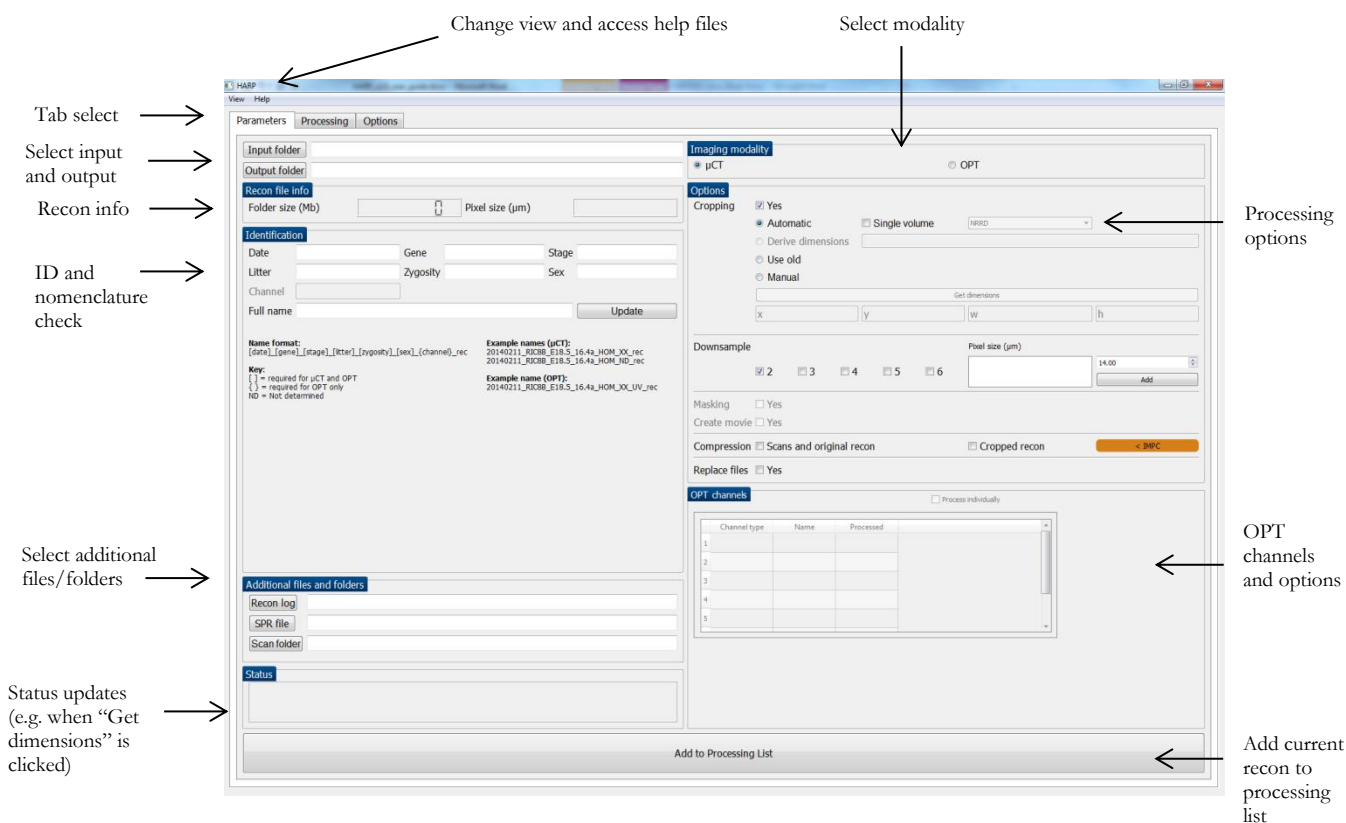 Change view and access help files
Select modality
HARP
View Help
Tab select
Parameters Processing Options
Select input
and output
Input folder
Output folder
Imaging modality
µCT OPT
Recon info
Recon file info
Folder size (Mb) 0 Pixel size (µm)
Options
Cropping Yes
Automatic Single volume NRRD
Derive dimensions
Use old
Manual
Get dimensions
x y w h
Processing
options
ID and
nomenclature
check
Identification
Date Gene Stage
Litter Zygosity Sex
Channel
Full name Update
Name format:
[date]_[gene]_[stage]_[litter]_[zygosity]_[sex]_{channel}_rec
Key:
[ ] = required for µCT and OPT
{ } = required for OPT only
ND = Not determined
Example names (µCT):
20140211_RIC8B_E18.5_16.4a_HOM_XX_rec
20140211_RIC8B_E18.5_16.4a_HOM_ND_rec
Example name (OPT):
20140211_RIC8B_E18.5_16.4a_HOM_XX_UV_rec
Downsample Pixel size (µm)
2 3 4 5 6 14.00
Add
Masking Yes
Create movie Yes
Compression Scans and original recon Cropped recon < IMPC
Replace files Yes
OPT channels Process individually
Channel type Name Processed
1
2
3
4
5
OPT
channels
and options
Select additional
files/folders
Additional files and folders
Recon log
SPR file
Scan folder
Status updates
(e.g. when “Get
dimensions” is
clicked)
Status
Add to Processing List
Add current
recon to
processing
list